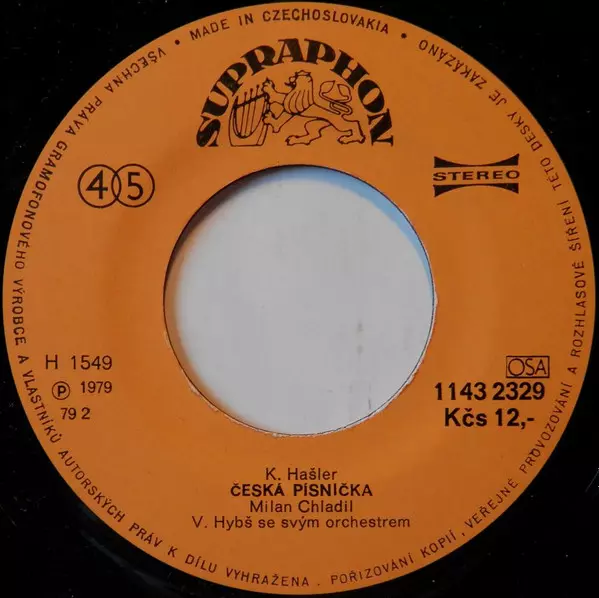 VŠECHNA PRÁVA GRAMOFONOVÉHO VÝROBCE A VLASTNÍKŮ AUTORSKÝCH PRÁV K DÍLU VYHRAŽENA. POŘIZOVÁNÍ KOPIÍ, VEŘEJNÉ PROVOZOVÁNÍ A ROZHLASOVÉ ŠÍŘENÍ TÉTO DESKY JE ZAKÁZÁNO • MADE IN CZECHOSLOVAKIA •
SUPRAPHON
45
STEREO
H 1549
Ⓟ 1979
79 2
OSA
1143 2329
Kčs 12,-
K. Hašler
ČESKÁ PÍSNIČKA
Milan Chladil
V. Hybš se svým orchestrem